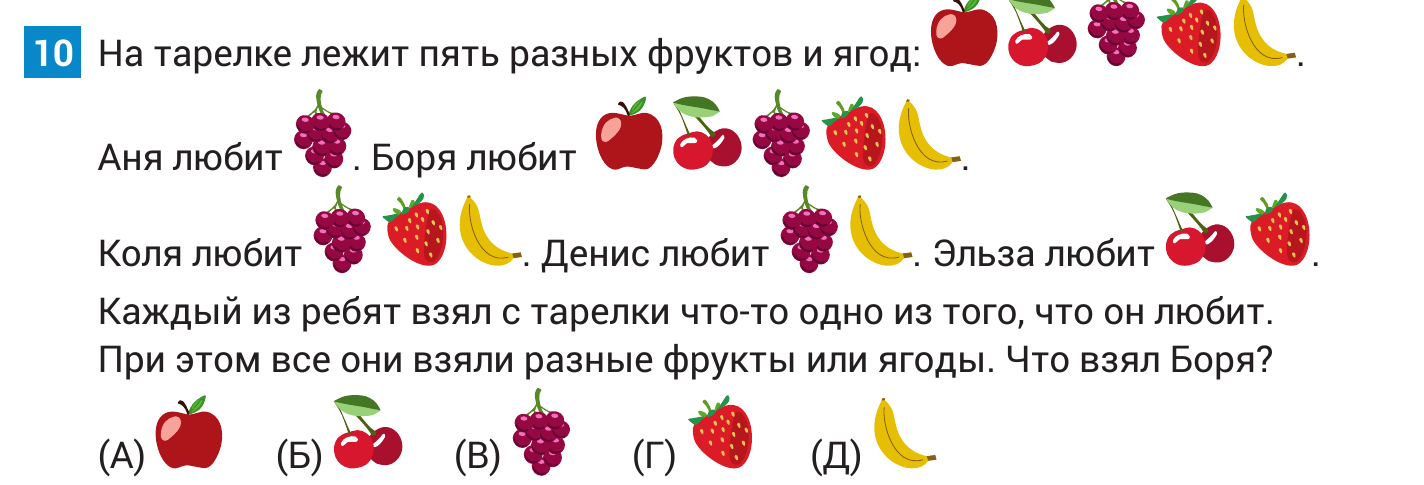 10 На тарелке лежит пять разных фруктов и ягод: .
Аня любит . Боря любит .
Коля любит . Денис любит . Эльза любит .
Каждый из ребят взял с тарелки что-то одно из того, что он любит.
При этом все они взяли разные фрукты или ягоды. Что взял Боря?
(А) (Б) (В) (Г) (Д)